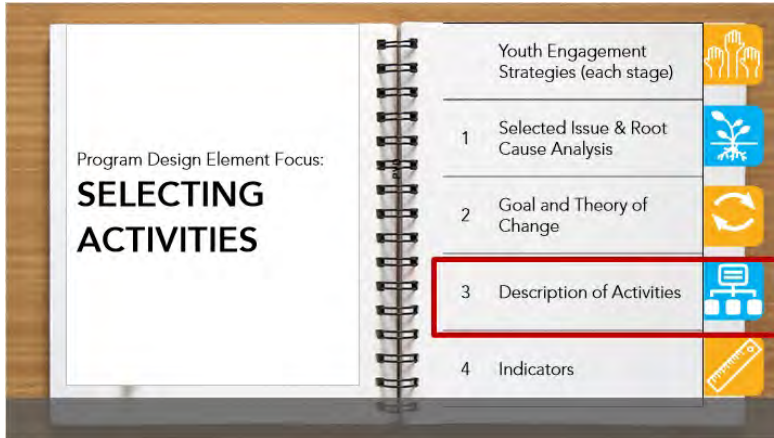 Program Design Element Focus:
SELECTING
ACTIVITIES
Youth Engagement
Strategies (each stage)
1 Selected Issue & Root
Cause Analysis
2 Goal and Theory of
Change
3 Description of Activities
4 Indicators